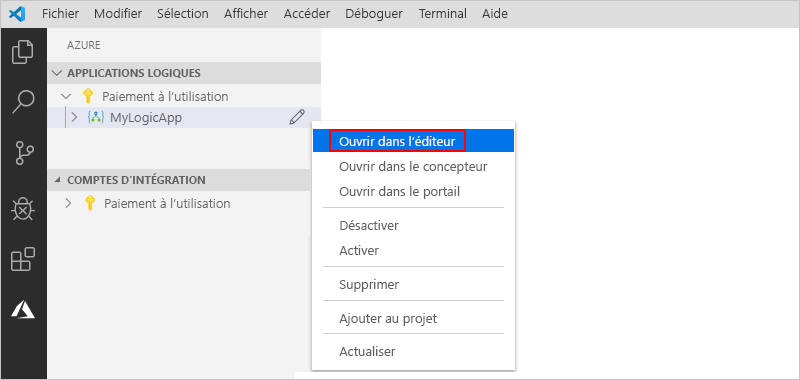 Fichier Modifier Sélection Afficher Accéder Déboguer Terminal Aide
AZURE
APPLICATIONS LOGIQUES
Paiement à l'utilisation
MyLogicApp
COMPTES D'INTÉGRATION
Paiement à l'utilisation
Ouvrir dans l'éditeur
Ouvrir dans le concepteur
Ouvrir dans le portail
Désactiver
Activer
Supprimer
Ajouter au projet
Actualiser